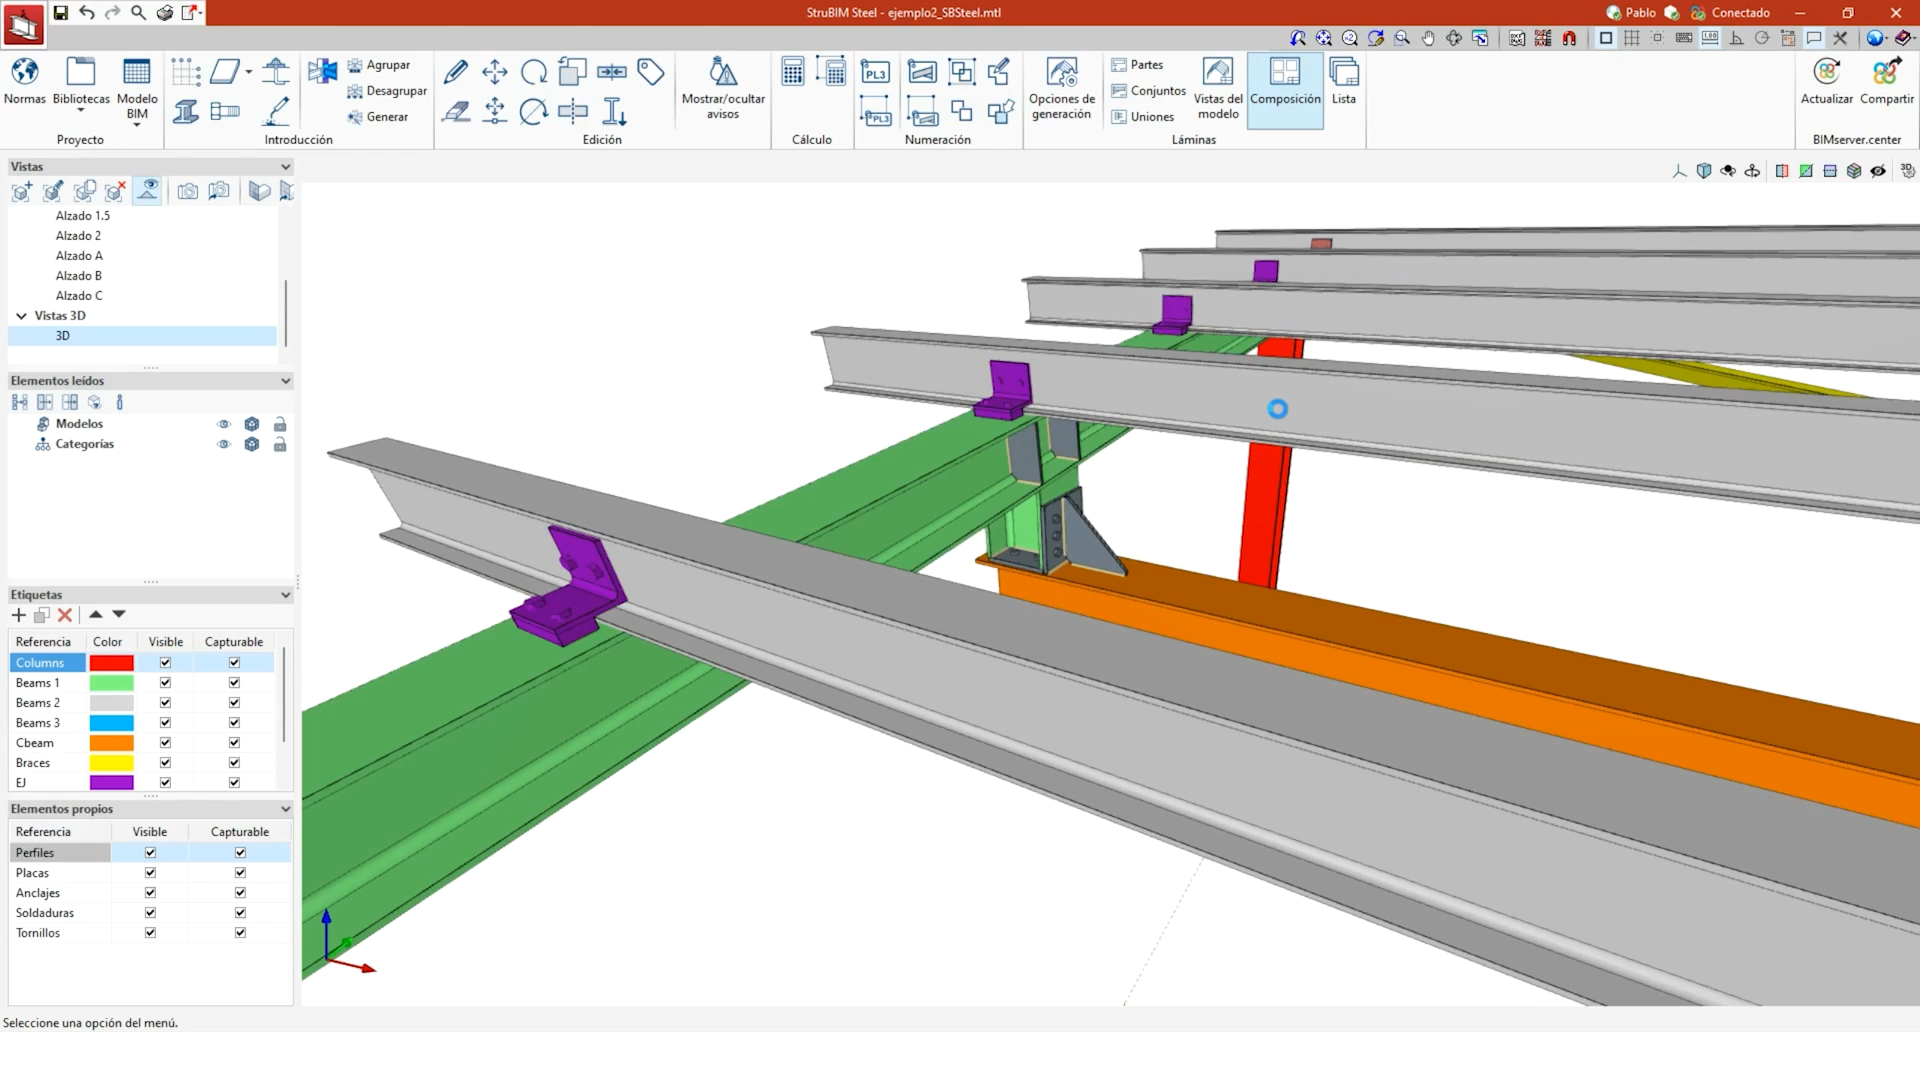 StruBIM Steel - ejemplo2_SBSteel.mtl
Pablo
Conectado
Normas
Bibliotecas
Modelo BIM
Proyecto
Agrupar
Desagrupar
Generar
Introducción
Edición
Mostrar/ocultar avisos
Cálculo
PL3
PL3
Numeración
Opciones de generación
Partes
Conjuntos
Uniones
Vistas del modelo
Composición
Lista
Láminas
Actualizar
Compartir
BIMserver.center
Vistas
Alzado 1.5
Alzado 2
Alzado A
Alzado B
Alzado C
Vistas 3D
3D
Elementos leídos
Modelos
Categorías
Etiquetas
Referencia Color Visible Capturable
Columns
Beams 1
Beams 2
Beams 3
Cbeam
Braces
EJ
Elementos propios
Referencia Visible Capturable
Perfiles
Placas
Anclajes
Soldaduras
Tornillos
Seleccione una opción del menú.